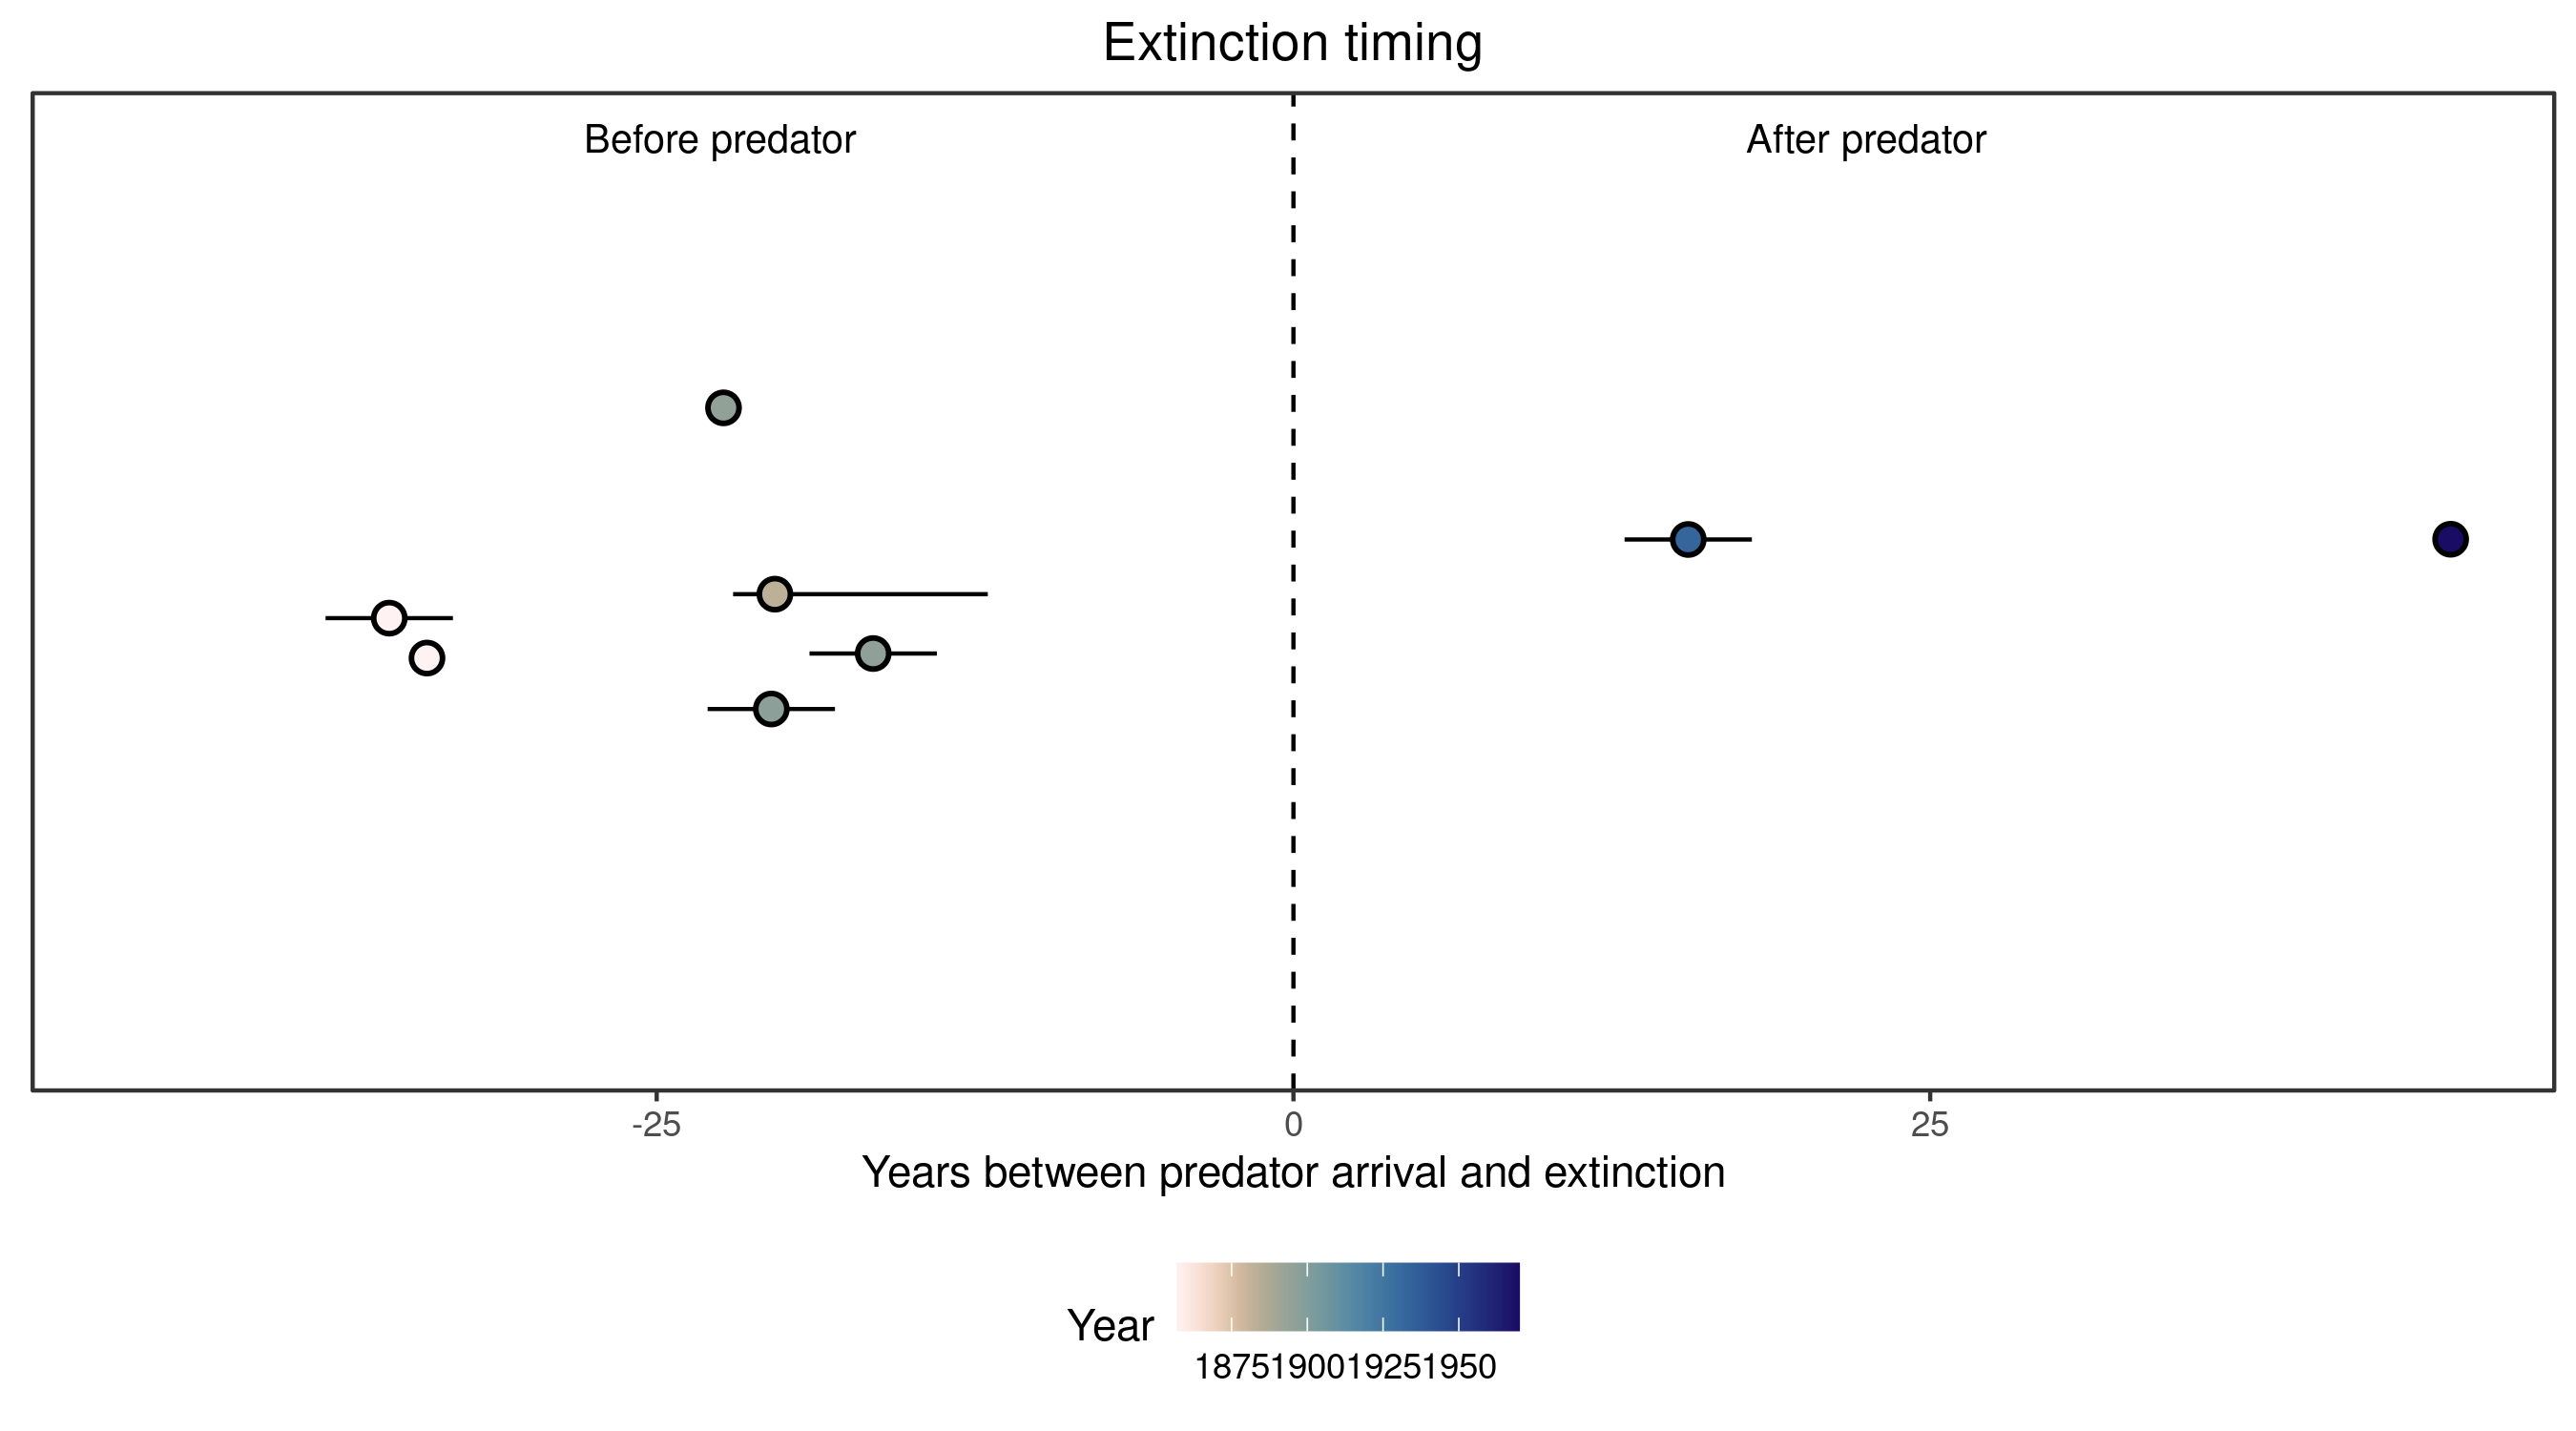 Extinction timing
Before predator
After predator
-25
0
25
Years between predator arrival and extinction
Year
1875190019251950